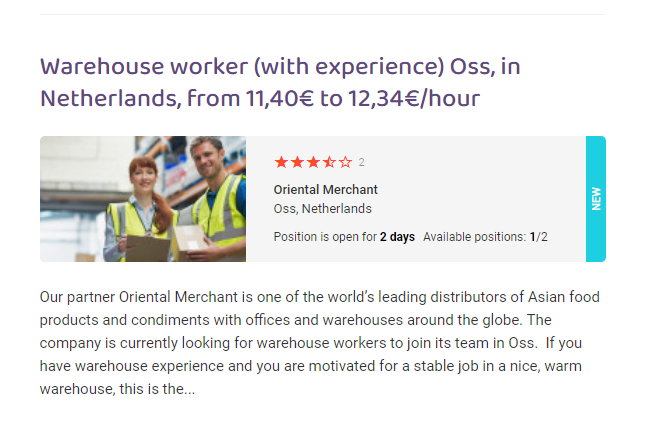 Warehouse worker (with experience) Oss, in
Netherlands, from 11,40€ to 12,34€/hour
2
Oriental Merchant
Oss, Netherlands
Position is open for 2 days Available positions: 1/2
NEW
Our partner Oriental Merchant is one of the world’s leading distributors of Asian food
products and condiments with offices and warehouses around the globe. The
company is currently looking for warehouse workers to join its team in Oss.  If you
have warehouse experience and you are motivated for a stable job in a nice, warm
warehouse, this is the...